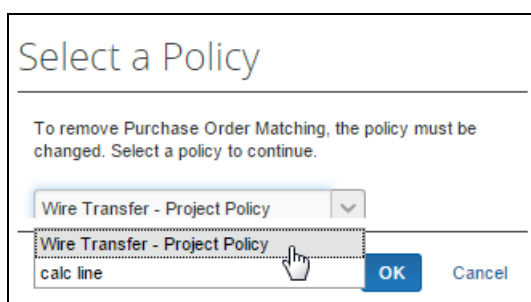 Select a Policy
To remove Purchase Order Matching, the policy must be
changed. Select a policy to continue.
Wire Transfer - Project Policy
Wire Transfer - Project Policy
calc line
OK Cancel